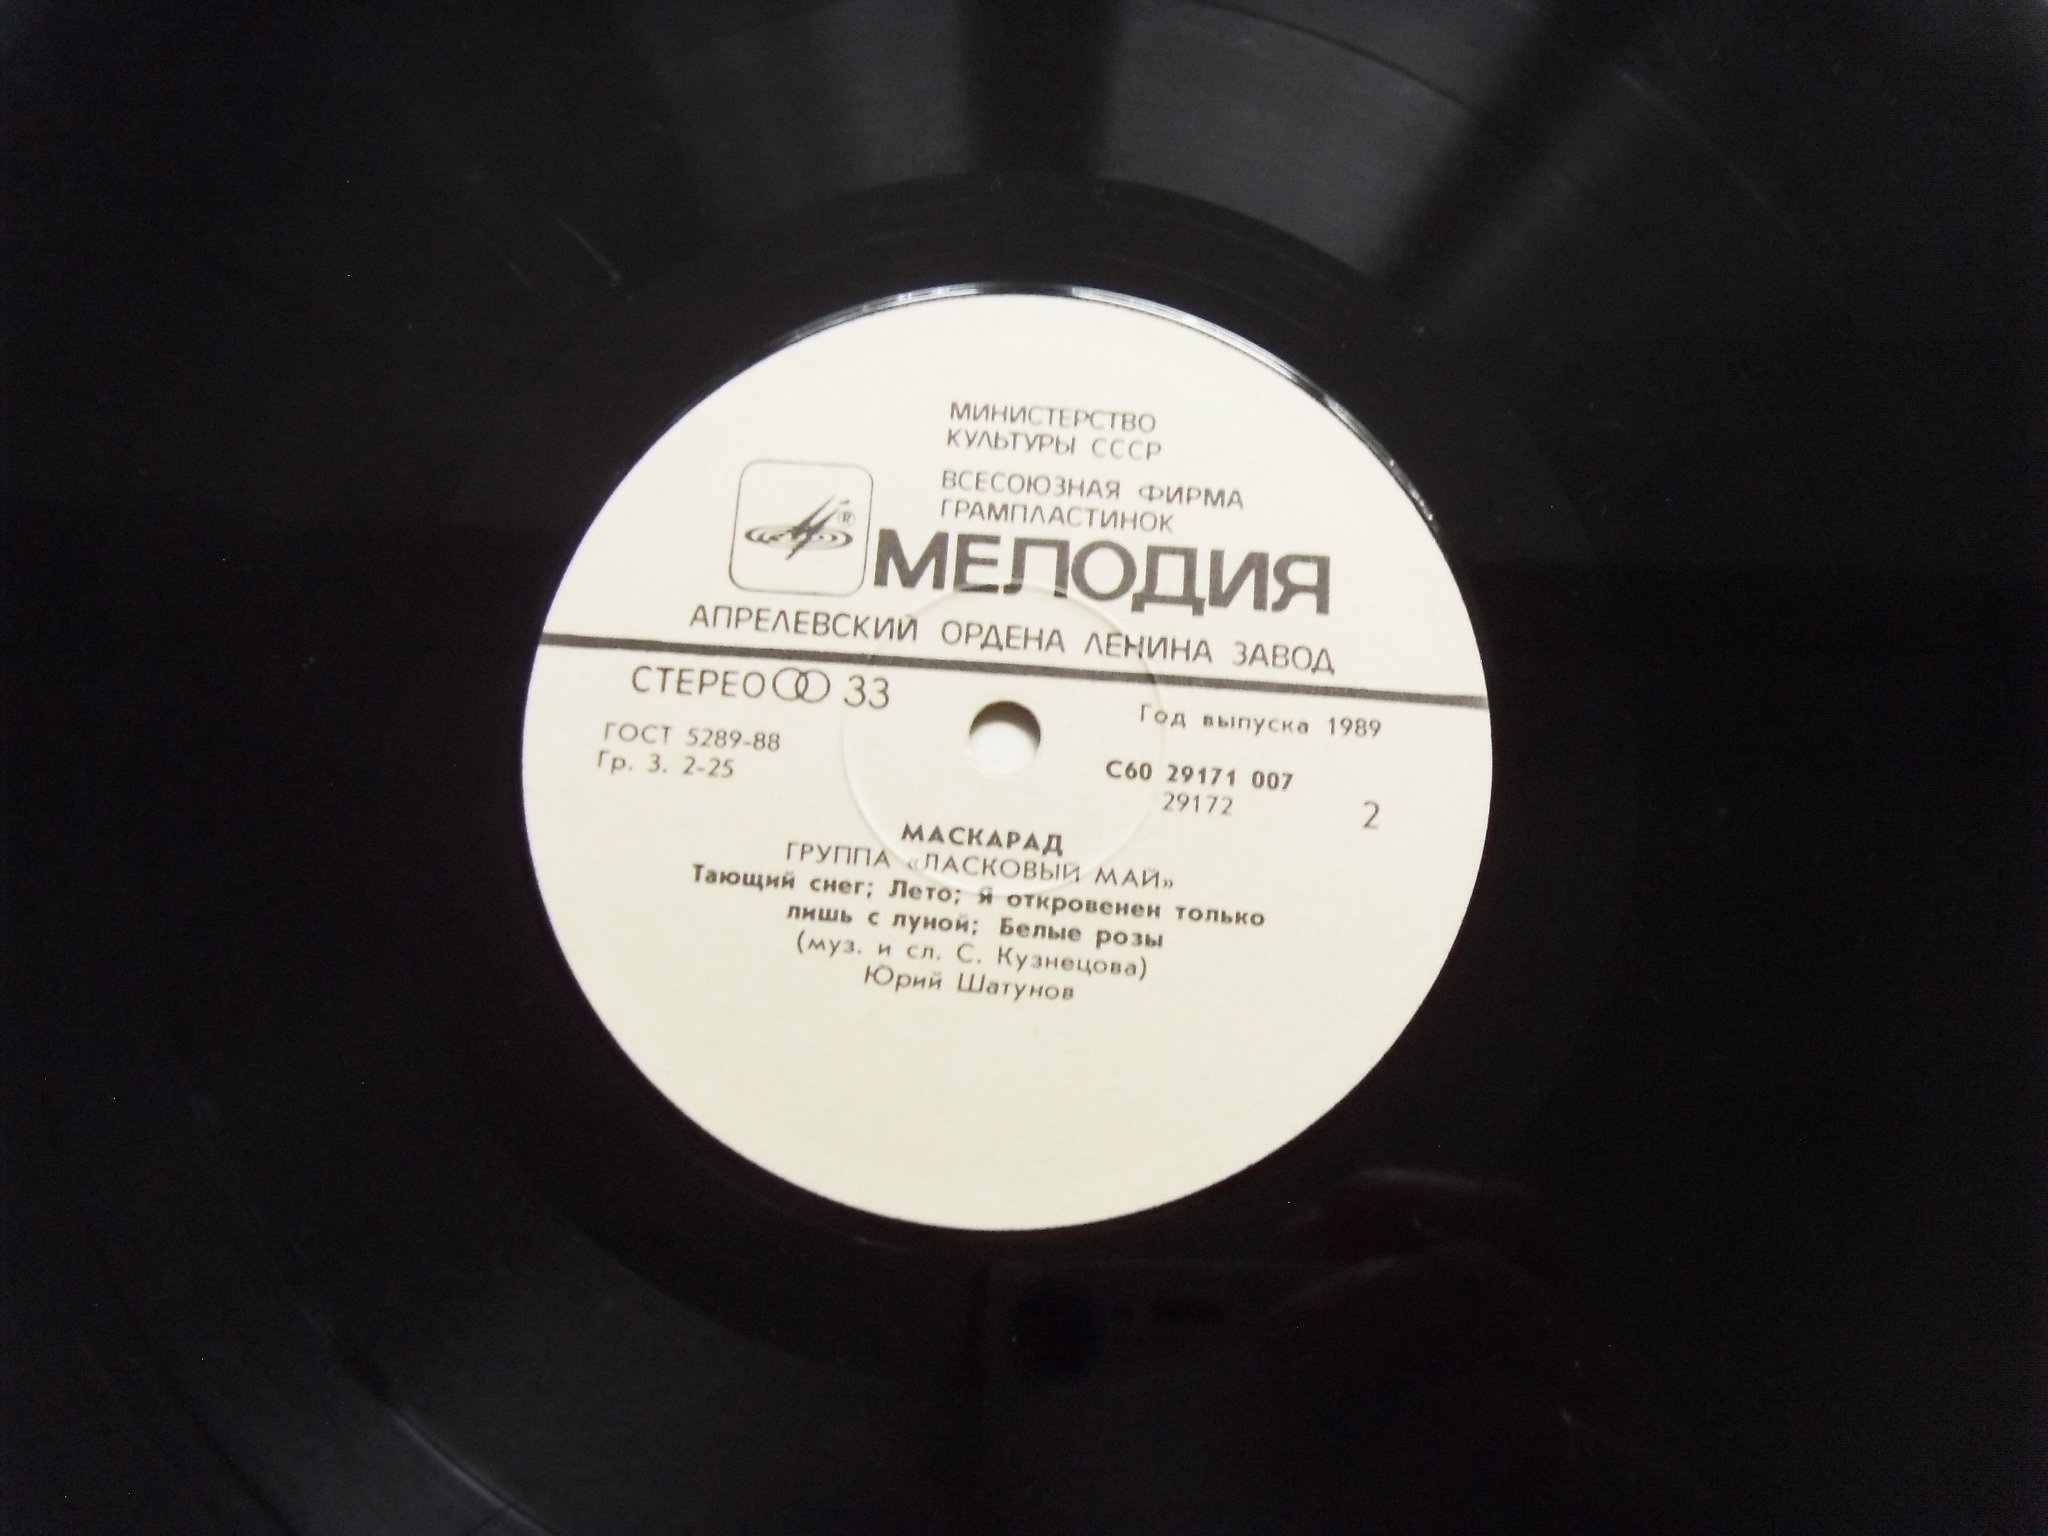 МИНИСТЕРСТВО
КУЛЬТУРЫ СССР
ВСЕСОЮЗНАЯ ФИРМА
ГРАМПЛАСТИНОК
®
МЕЛОДИЯ
АПРЕЛЕВСКИЙ ОРДЕНА ЛЕНИНА ЗАВОД
СТЕРЕО 33
ГОСТ 5289-88
Гр. 3. 2-25
Год выпуска 1989
С60 29171 007
29172
2
МАСКАРАД
ГРУППА «ЛАСКОВЫЙ МАЙ»
Тающий снег; Лето; Я откровенен только
лишь с луной; Белые розы
(муз. и сл. С. Кузнецова)
Юрий Шатунов